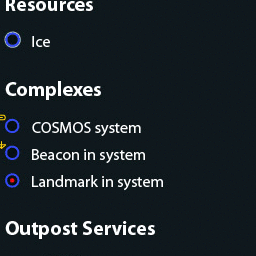 Resources
Ice
Complexes
COSMOS system
Beacon in system
Landmark in system
Outpost Services